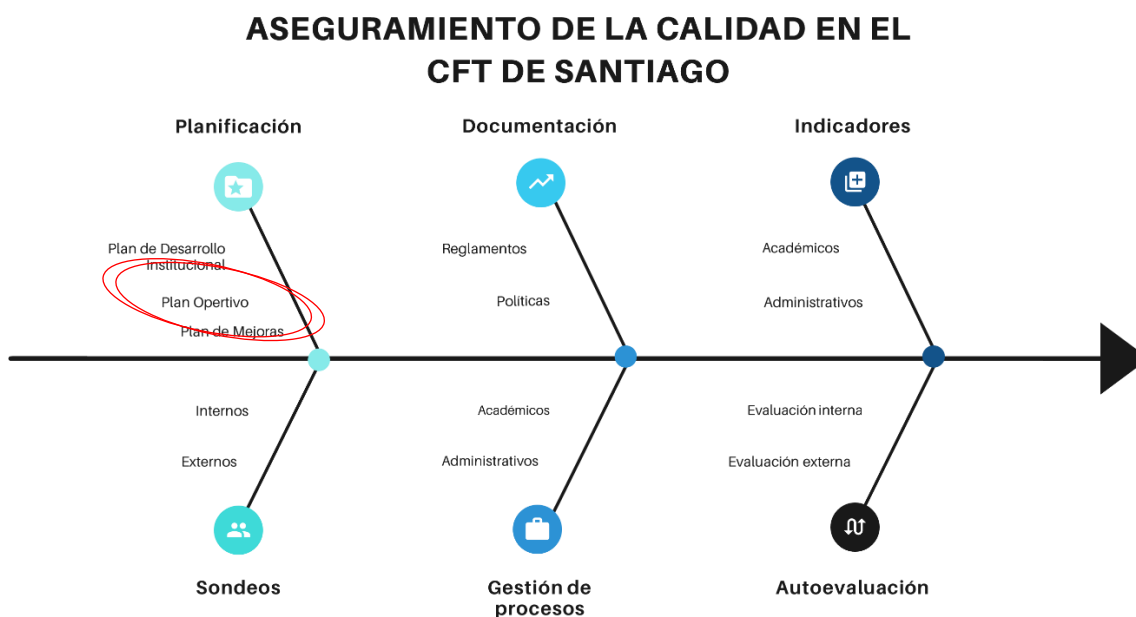 ASEGURAMIENTO DE LA CALIDAD EN EL
CFT DE SANTIAGO
Planificación
Documentación
Indicadores
Plan de Desarrollo
Institucional
Plan Opertivo
Plan de Mejoras
Reglamentos
Políticas
Académicos
Administrativos
Internos
Externos
Académicos
Administrativos
Evaluación interna
Evaluación externa
Sondeos
Gestión de
procesos
Autoevaluación